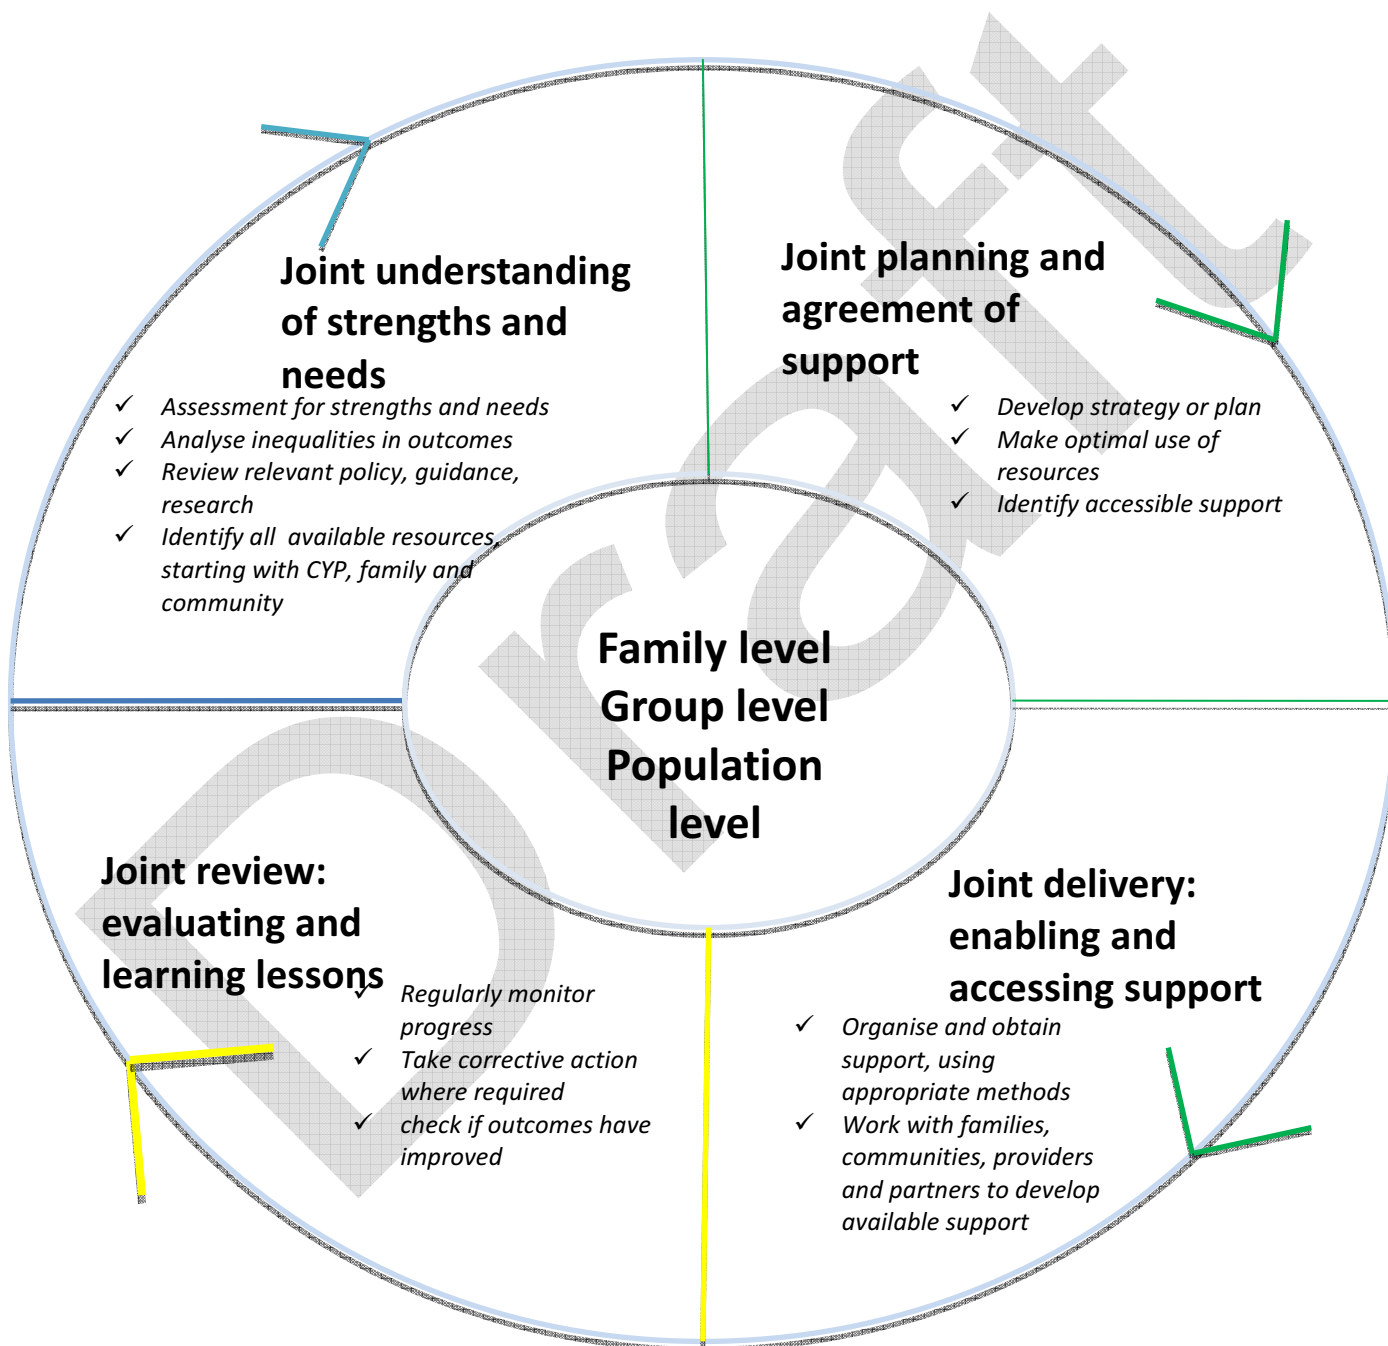 Joint understanding
of strengths and
needs
✓ Assessment for strengths and needs
✓ Analyse inequalities in outcomes
✓ Review relevant policy, guidance,
research
✓ Identify all available resources,
starting with CYP, family and
community
Joint planning and
agreement of
support
✓ Develop strategy or plan
✓ Make optimal use of
resources
✓ Identify accessible support
Family level
Group level
Population
level
Joint review:
evaluating and
learning lessons
✓ Regularly monitor
progress
✓ Take corrective action
where required
✓ check if outcomes have
improved
Joint delivery:
enabling and
accessing support
✓ Organise and obtain
support, using
appropriate methods
✓ Work with families,
communities, providers
and partners to develop
available support
Draft